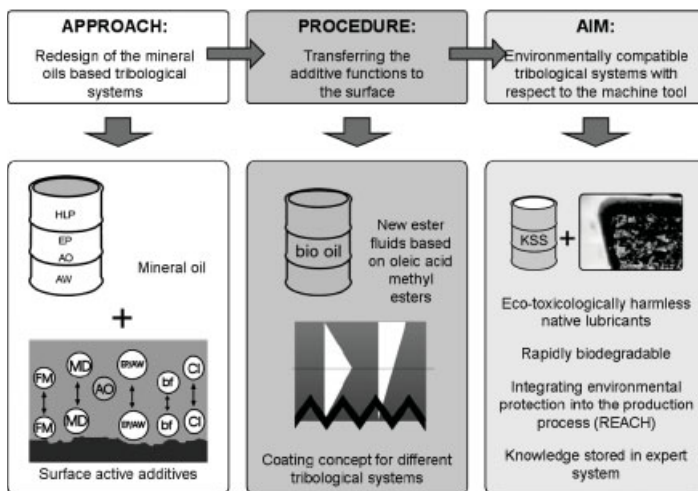 APPROACH:
Redesign of the mineral
oils based tribological
systems
PROCEDURE:
Transferring the
additive functions to
the surface
AIM:
Environmentally compatible
tribological systems with
respect to the machine tool
HLP
EP
AO
AW
Mineral oil
+
FM
MD
AO
EP/AW
bf
Cl
FM
MD
EP/AW
bf
Cl
Surface active additives
bio oil
New ester
fluids based
on oleic acid
methyl
esters
Coating concept for different
tribological systems
KSS
+
Eco-toxicologically harmless
native lubricants
Rapidly biodegradable
Integrating environmental
protection into the production
process (REACH)
Knowledge stored in expert
system